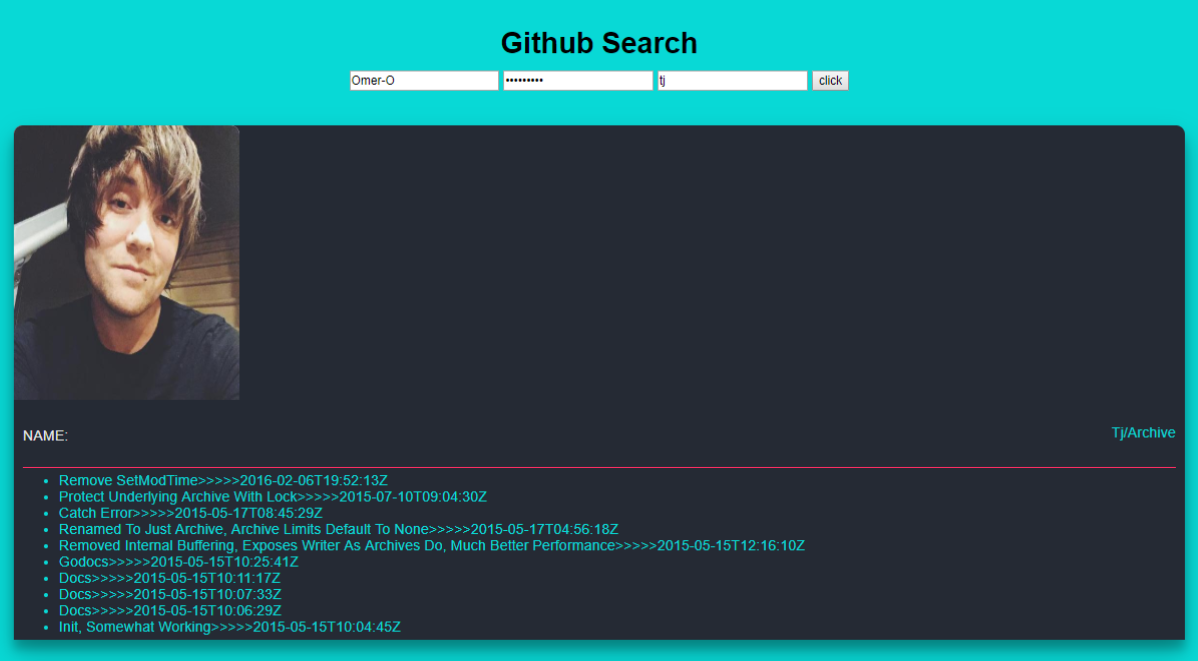 Github Search
Omer-O ••••••••• tj click
NAME: Tj/Archive
Remove SetModTime>>>>>2016-02-06T19:52:13Z
Protect Underlying Archive With Lock>>>>>2015-07-10T09:04:30Z
Catch Error>>>>>2015-05-17T08:45:29Z
Renamed To Just Archive, Archive Limits Default To None>>>>>2015-05-17T04:56:18Z
Removed Internal Buffering, Exposes Writer As Archives Do, Much Better Performance>>>>>2015-05-15T12:16:10Z
Godocs>>>>>2015-05-15T10:25:41Z
Docs>>>>>2015-05-15T10:11:17Z
Docs>>>>>2015-05-15T10:07:33Z
Docs>>>>>2015-05-15T10:06:29Z
Init, Somewhat Working>>>>>2015-05-15T10:04:45Z